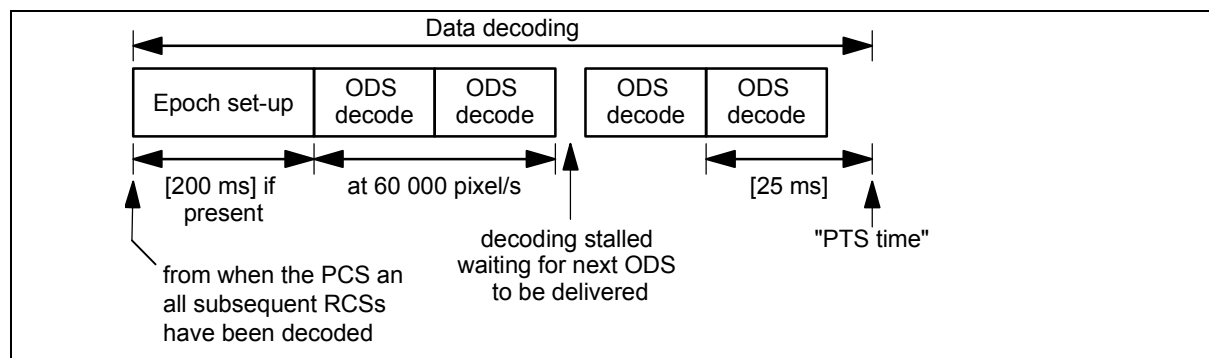 Data decoding
Epoch set-up
ODS
decode
ODS
decode
ODS
decode
ODS
decode
[200 ms] if
present
at 60 000 pixel/s
[25 ms]
"PTS time"
decoding stalled
waiting for next ODS
to be delivered
from when the PCS an
all subsequent RCSs
have been decoded